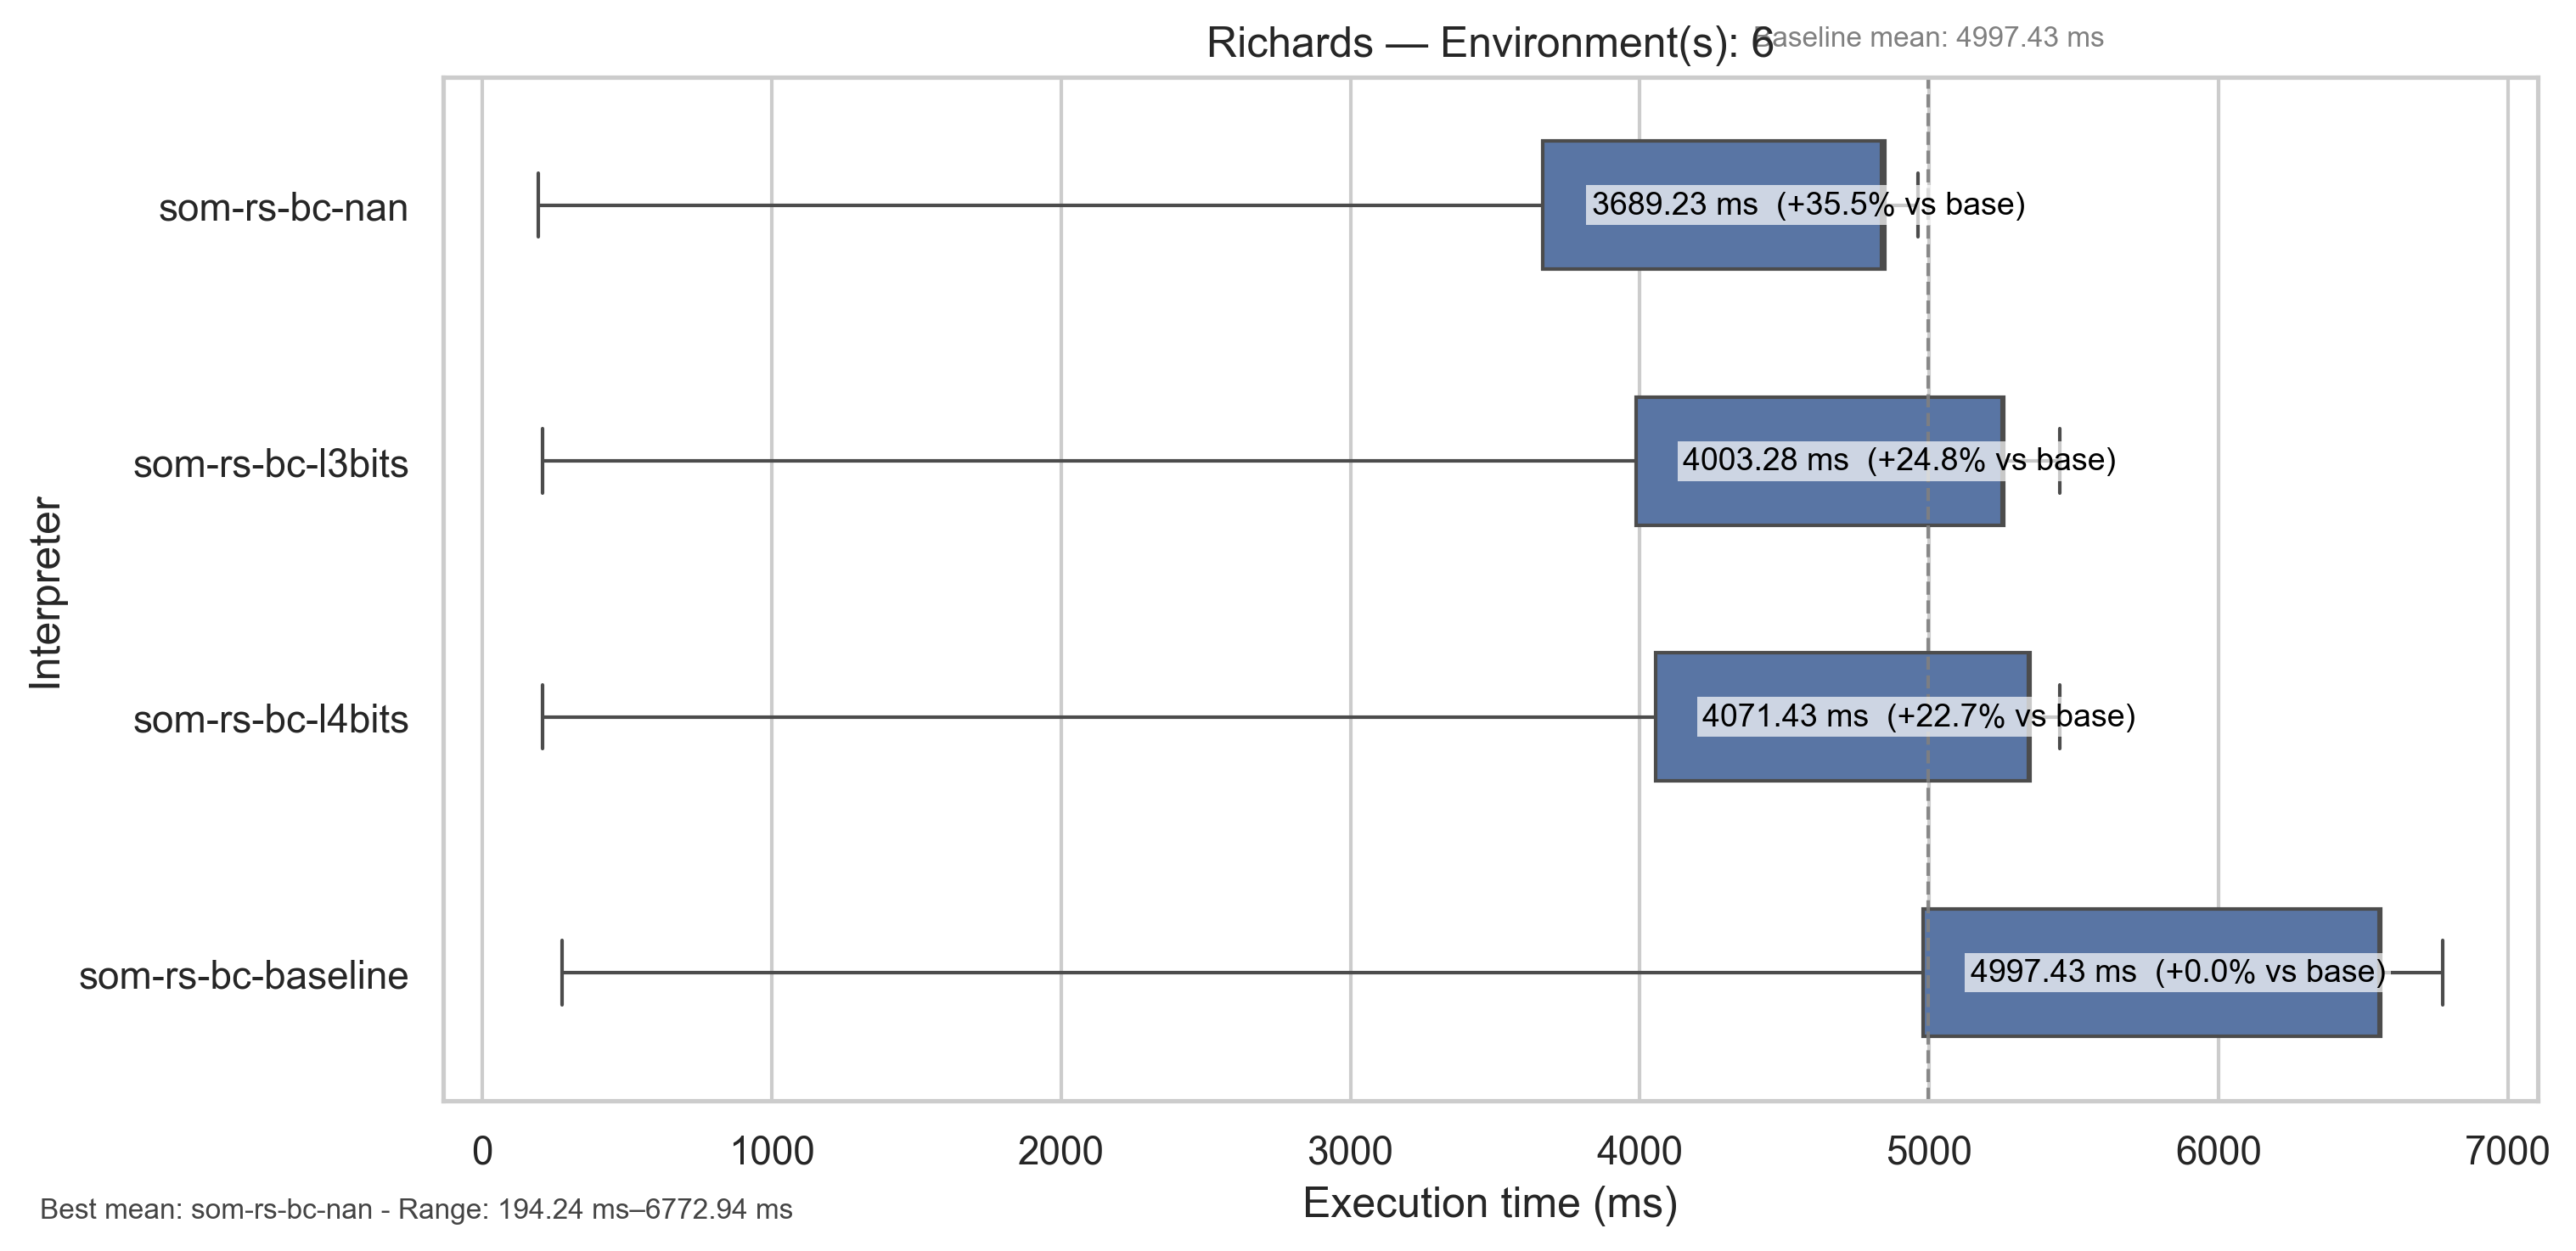 Richards — Environment(s): 6
Baseline mean: 4997.43 ms
Interpreter
som-rs-bc-nan
3689.23 ms (+35.5% vs base)
som-rs-bc-l3bits
4003.28 ms (+24.8% vs base)
som-rs-bc-l4bits
4071.43 ms (+22.7% vs base)
som-rs-bc-baseline
4997.43 ms (+0.0% vs base)
0 1000 2000 3000 4000 5000 6000 7000
Execution time (ms)
Best mean: som-rs-bc-nan - Range: 194.24 ms–6772.94 ms